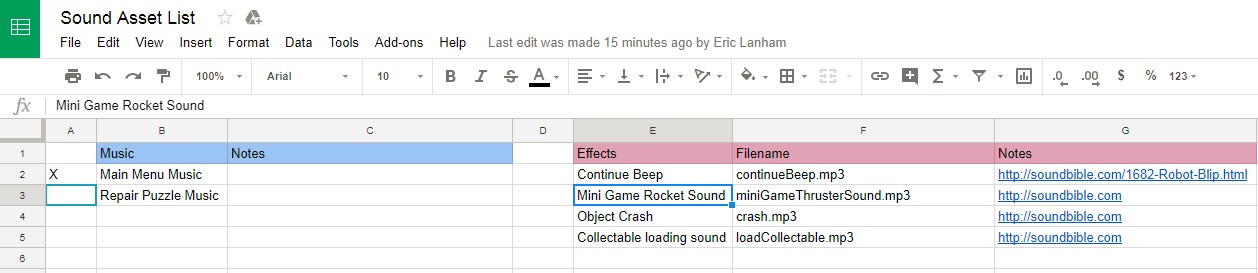 Sound Asset List
File Edit View Insert Format Data Tools Add-ons Help Last edit was made 15 minutes ago by Eric Lanham
100% Arial 10 B I S A .0 .00 $ % 123
fx Mini Game Rocket Sound
A B C D E F G
1 Music Notes Effects Filename Notes
2 X Main Menu Music Continue Beep continueBeep.mp3 http://soundbible.com/1682-Robot-Blip.html
3 Repair Puzzle Music Mini Game Rocket Sound miniGameThrusterSound.mp3 http://soundbible.com
4 Object Crash crash.mp3 http://soundbible.com
5 Collectable loading sound loadCollectable.mp3 http://soundbible.com
6